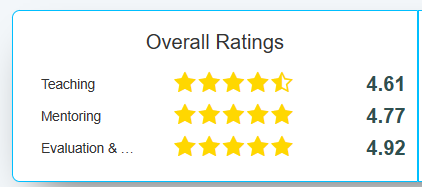 Overall Ratings
Teaching 4.61
Mentoring 4.77
Evaluation & ... 4.92